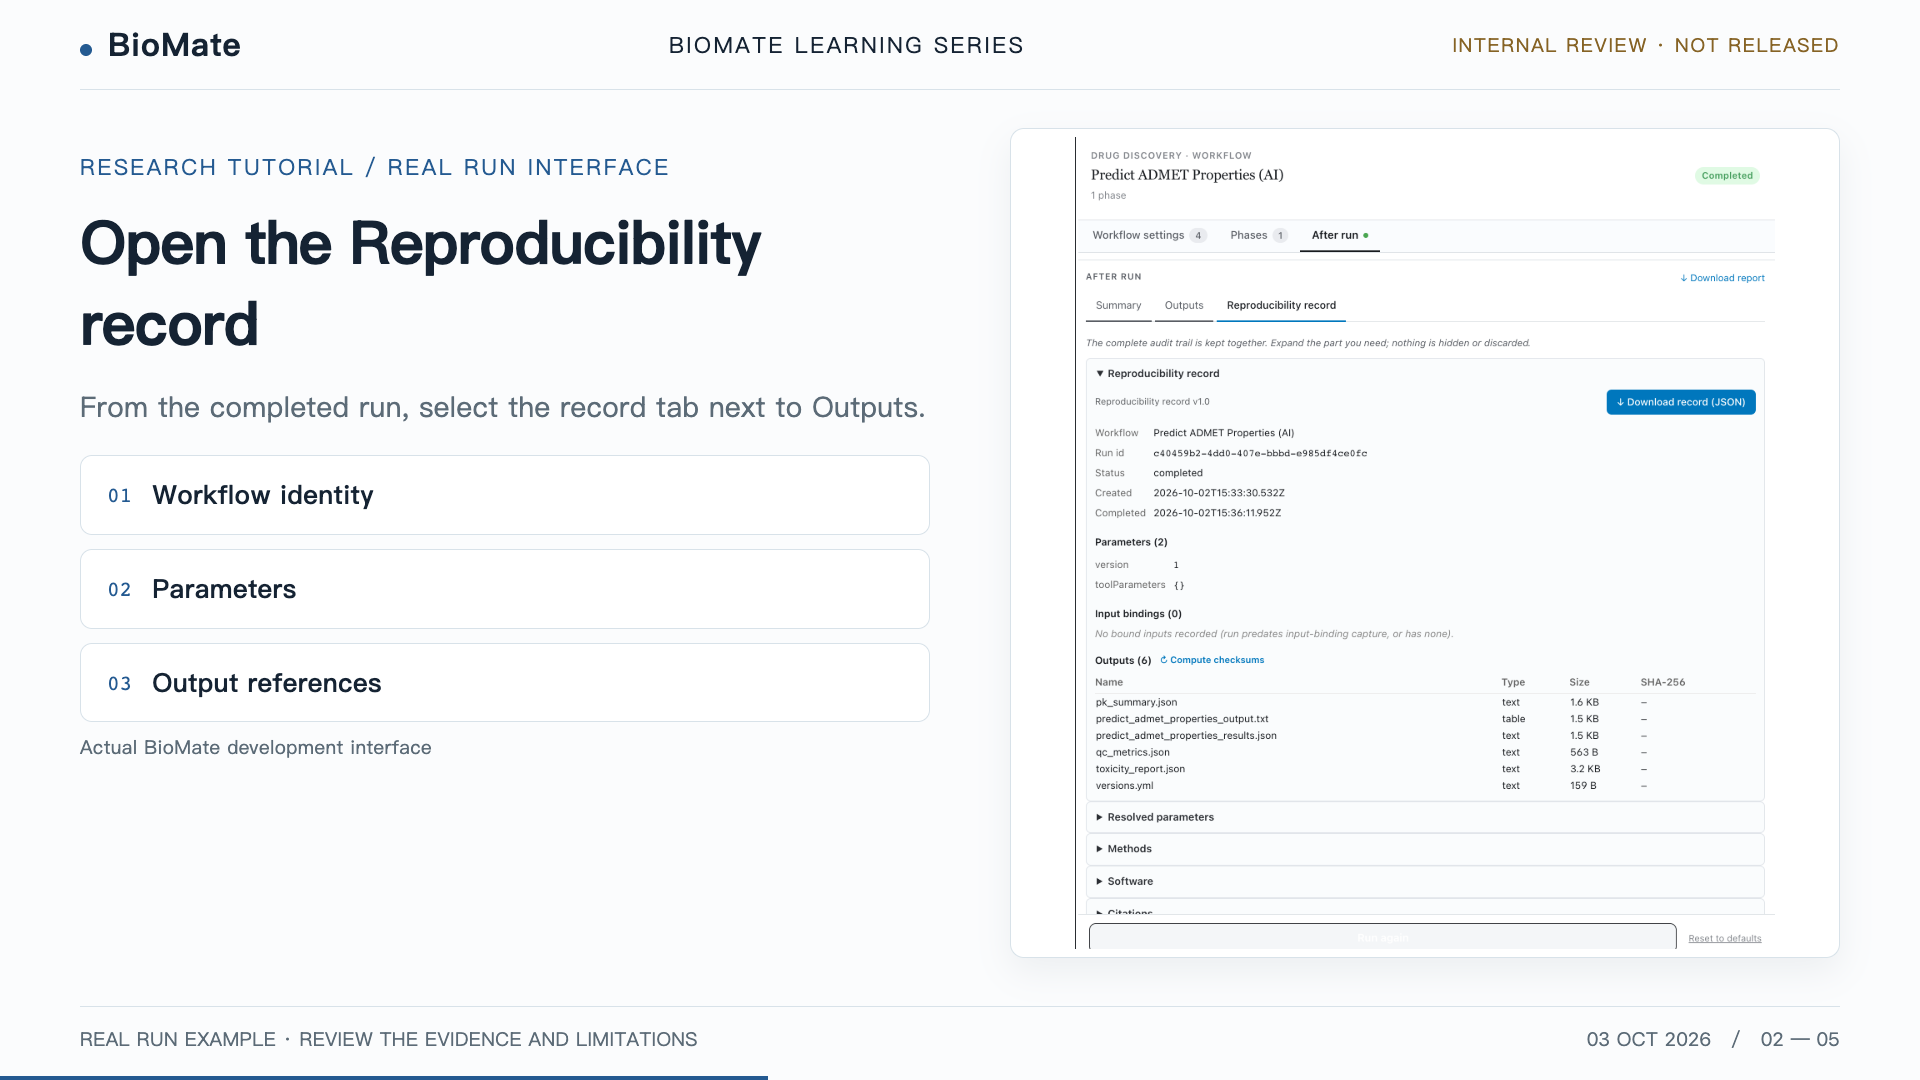 BioMate
BIOMATE LEARNING SERIES
INTERNAL REVIEW · NOT RELEASED
RESEARCH TUTORIAL / REAL RUN INTERFACE
Open the Reproducibility
record
From the completed run, select the record tab next to Outputs.
01 Workflow identity
02 Parameters
03 Output references
Actual BioMate development interface
DRUG DISCOVERY · WORKFLOW
Predict ADMET Properties (AI)
1 phase
Completed
Workflow settings 4 Phases 1 After run
AFTER RUN
↓ Download report
Summary Outputs Reproducibility record
The complete audit trail is kept together. Expand the part you need; nothing is hidden or discarded.
▼ Reproducibility record
Reproducibility record v1.0
↓ Download record (JSON)
Workflow Predict ADMET Properties (AI)
Run id c40459b2-4dd0-407e-bbbd-e985df4ce0fc
Status completed
Created 2026-10-02T15:33:30.532Z
Completed 2026-10-02T15:36:11.952Z
Parameters (2)
version 1
toolParameters {}
Input bindings (0)
No bound inputs recorded (run predates input-binding capture, or has none).
Outputs (6) ↻ Compute checksums
Name Type Size SHA-256
pk_summary.json text 1.6 KB –
predict_admet_properties_output.txt table 1.5 KB –
predict_admet_properties_results.json text 1.5 KB –
qc_metrics.json text 563 B –
toxicity_report.json text 3.2 KB –
versions.yml text 159 B –
▶ Resolved parameters
▶ Methods
▶ Software
▶ Citations
Run again
Reset to defaults
REAL RUN EXAMPLE · REVIEW THE EVIDENCE AND LIMITATIONS
03 OCT 2026 / 02 — 05